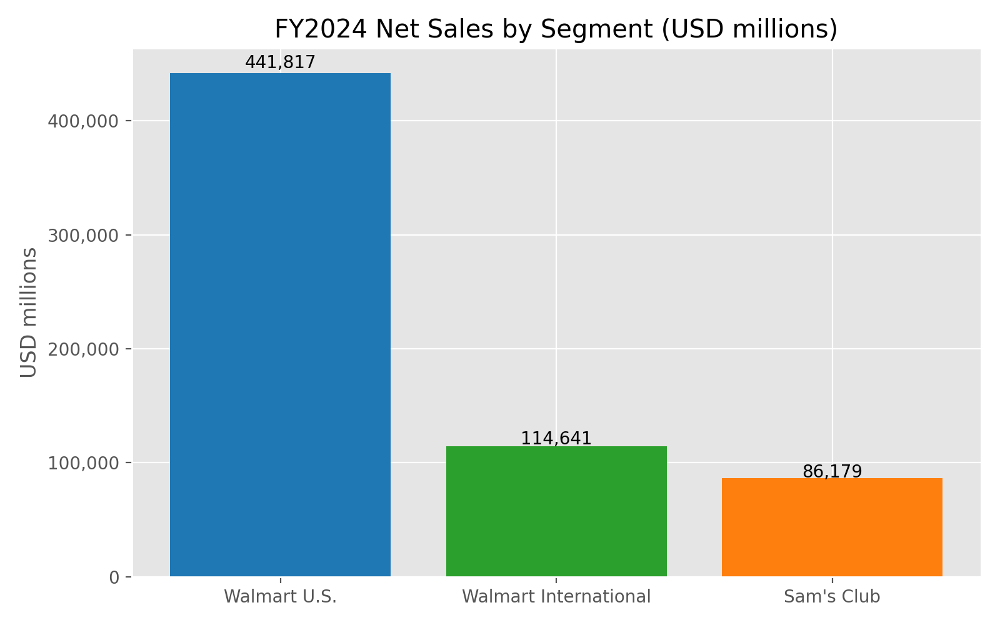 FY2024 Net Sales by Segment (USD millions)
441,817
400,000
300,000
200,000
114,641
100,000
86,179
0
USD millions
Walmart U.S.
Walmart International
Sam's Club